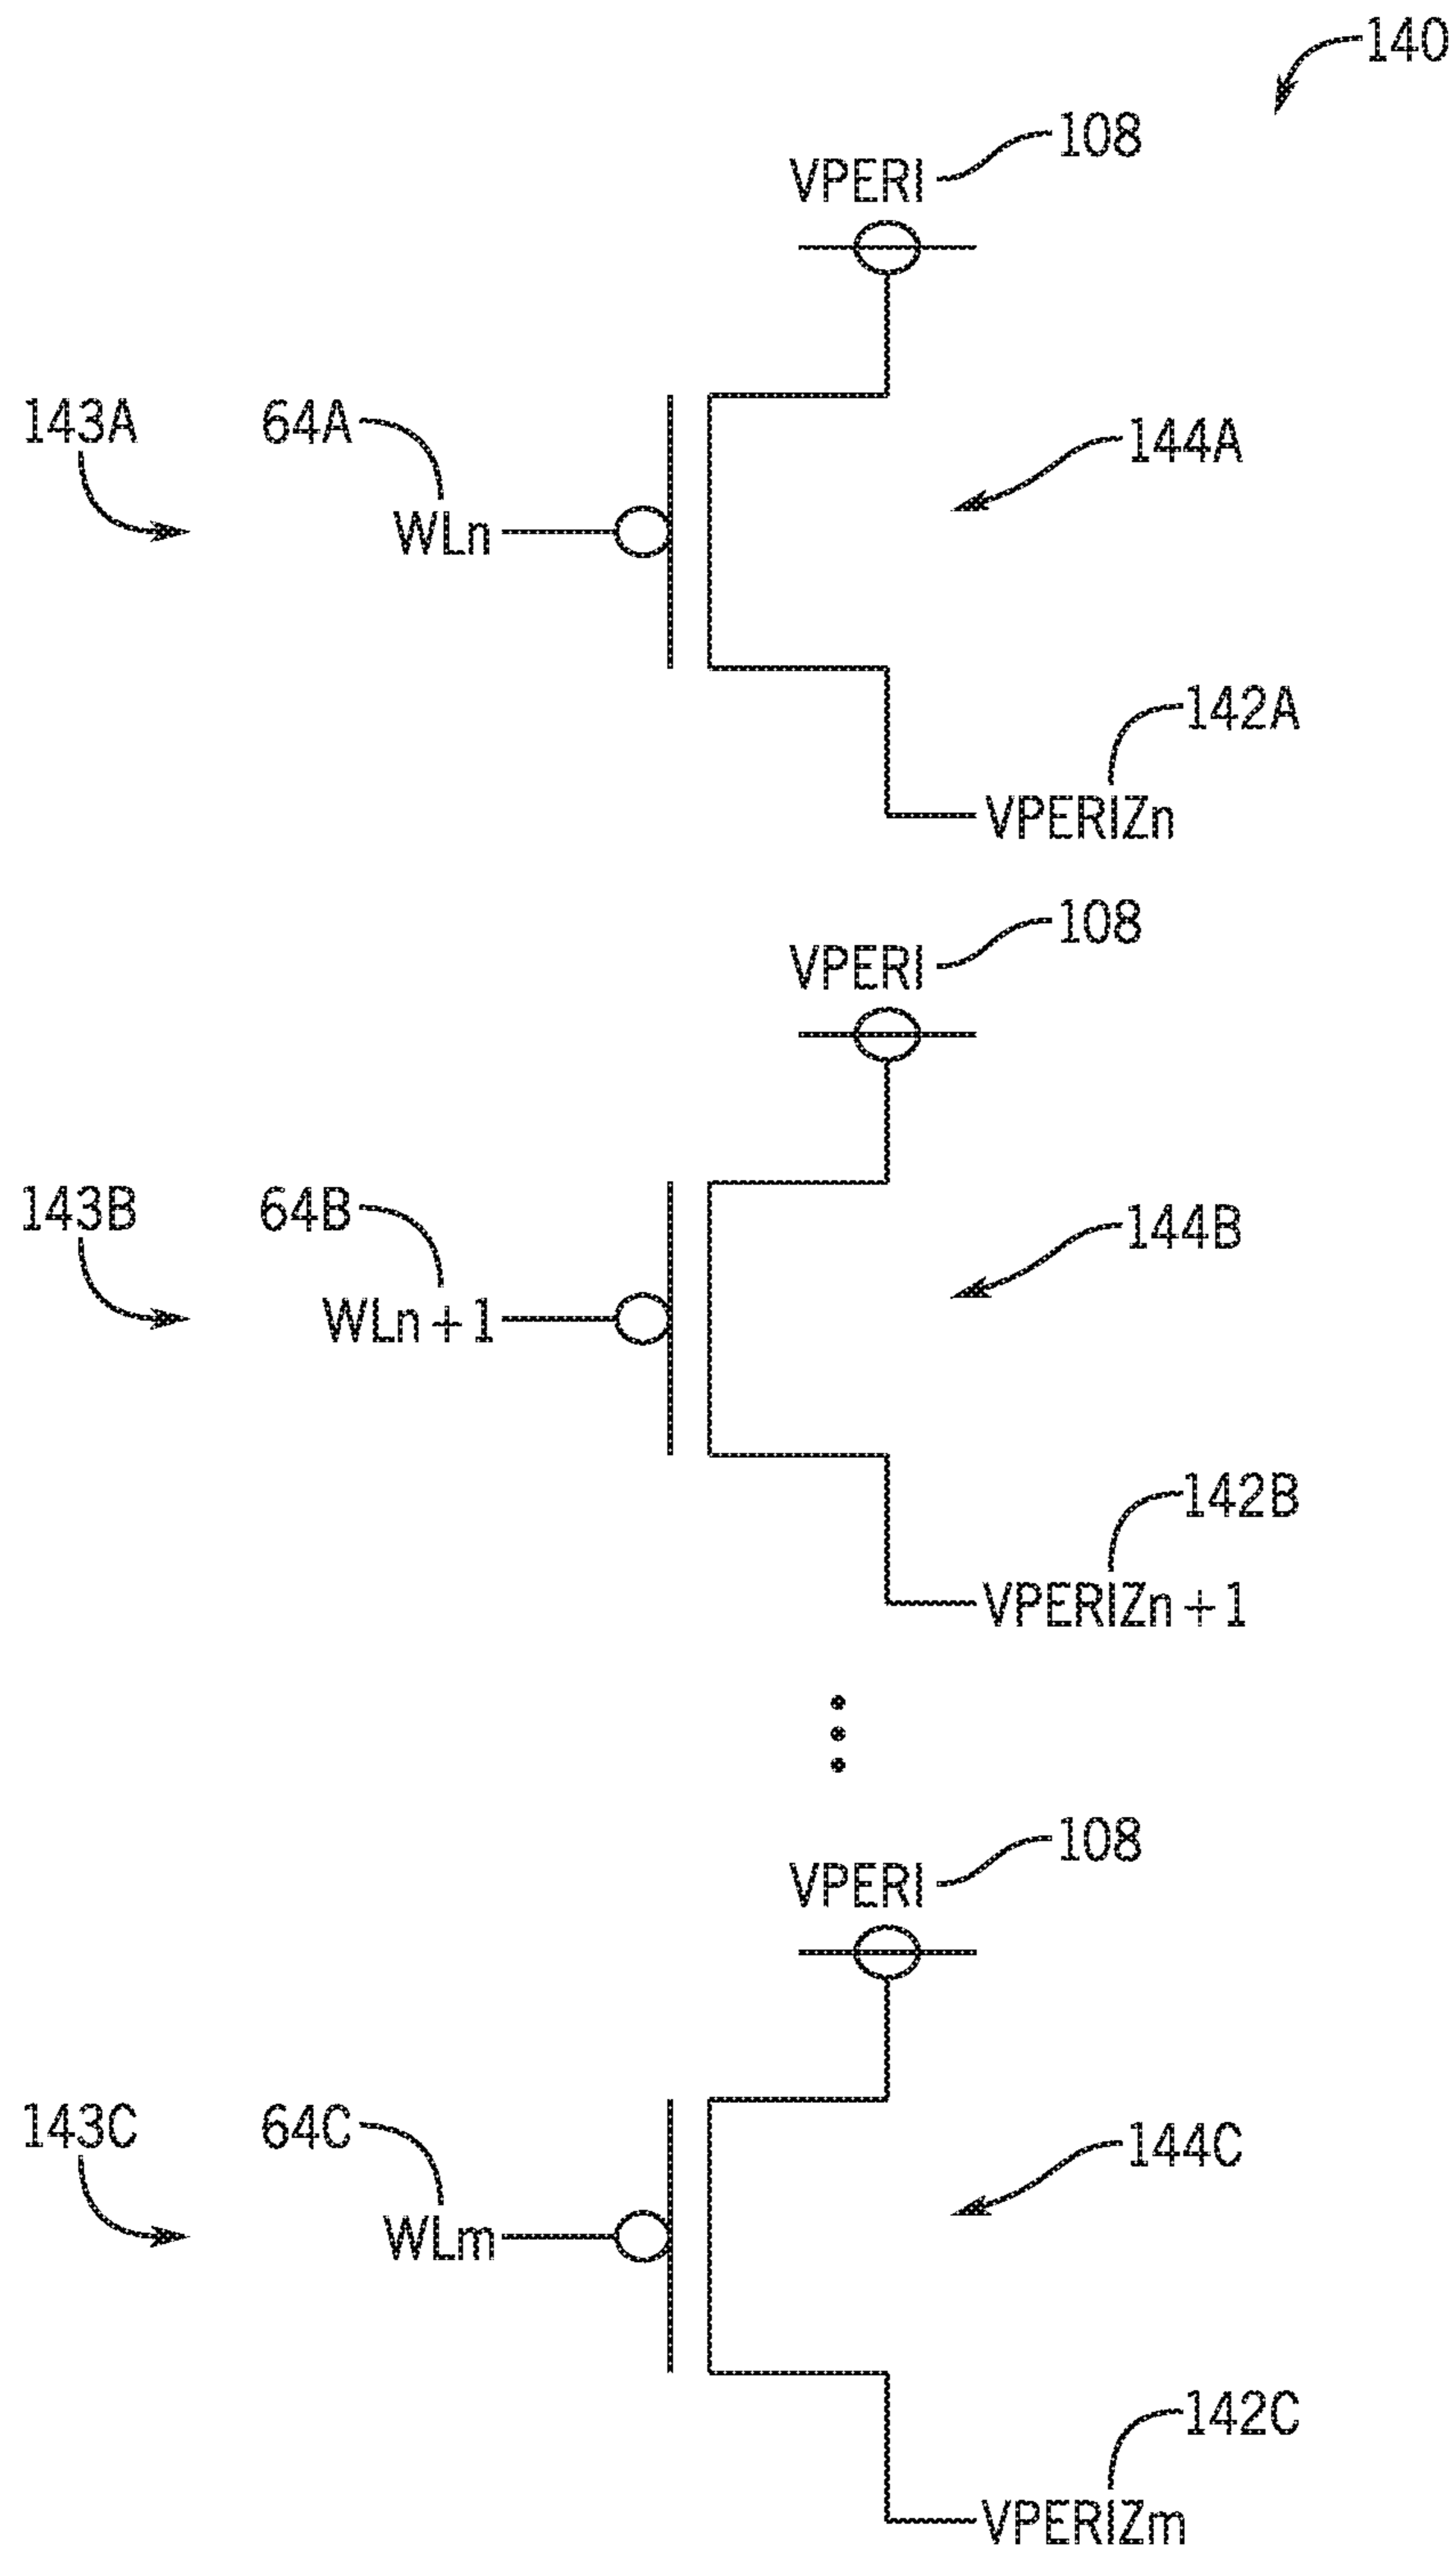 140
108
VPERI
143A
64A
144A
WLn
142A
VPERIZn
108
VPERI
143B
64B
144B
WLn+1
142B
VPERIZn+1
108
VPERI
143C
64C
144C
WLm
142C
VPERIZm